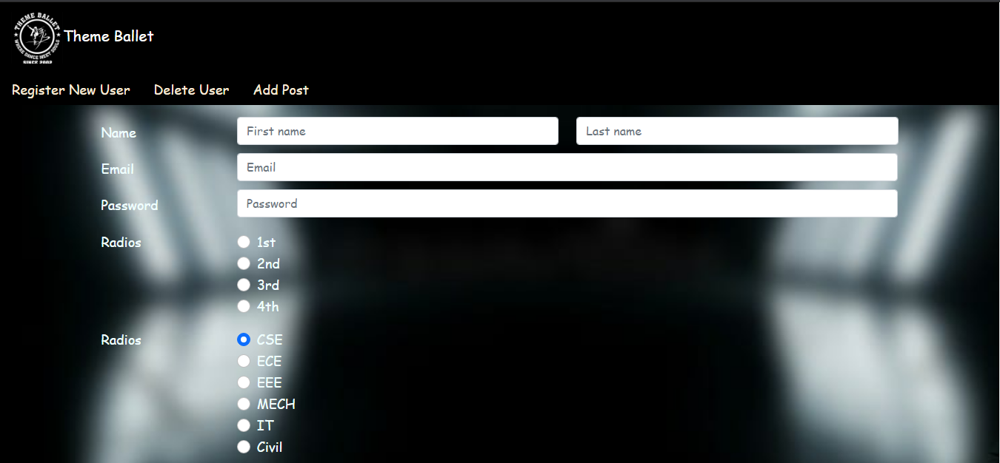 THEME BALLET
WHERE DANCE MEET SOULS
SINCE 2002
Theme Ballet
Register New User Delete User Add Post
Name First name Last name
Email Email
Password Password
Radios 1st
2nd
3rd
4th
Radios CSE
ECE
EEE
MECH
IT
Civil